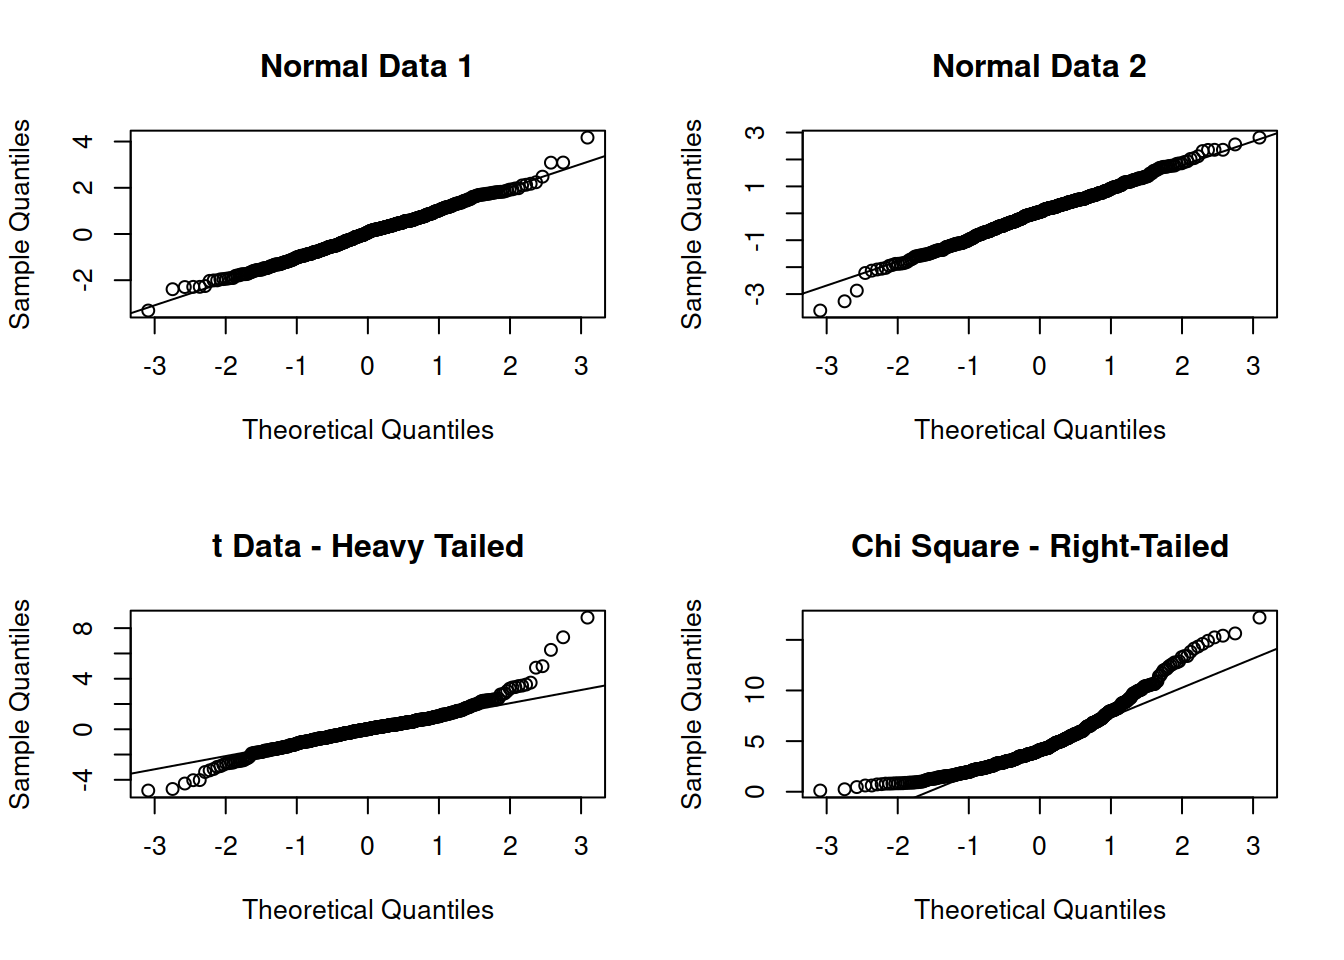 Normal Data 1
Sample Quantiles
4
2
0
-2
-3 -2 -1 0 1 2 3
Theoretical Quantiles
Normal Data 2
Sample Quantiles
3
1
-1
-3
-3 -2 -1 0 1 2 3
Theoretical Quantiles
t Data - Heavy Tailed
Sample Quantiles
8
4
0
-4
-3 -2 -1 0 1 2 3
Theoretical Quantiles
Chi Square - Right-Tailed
Sample Quantiles
10
5
0
-3 -2 -1 0 1 2 3
Theoretical Quantiles